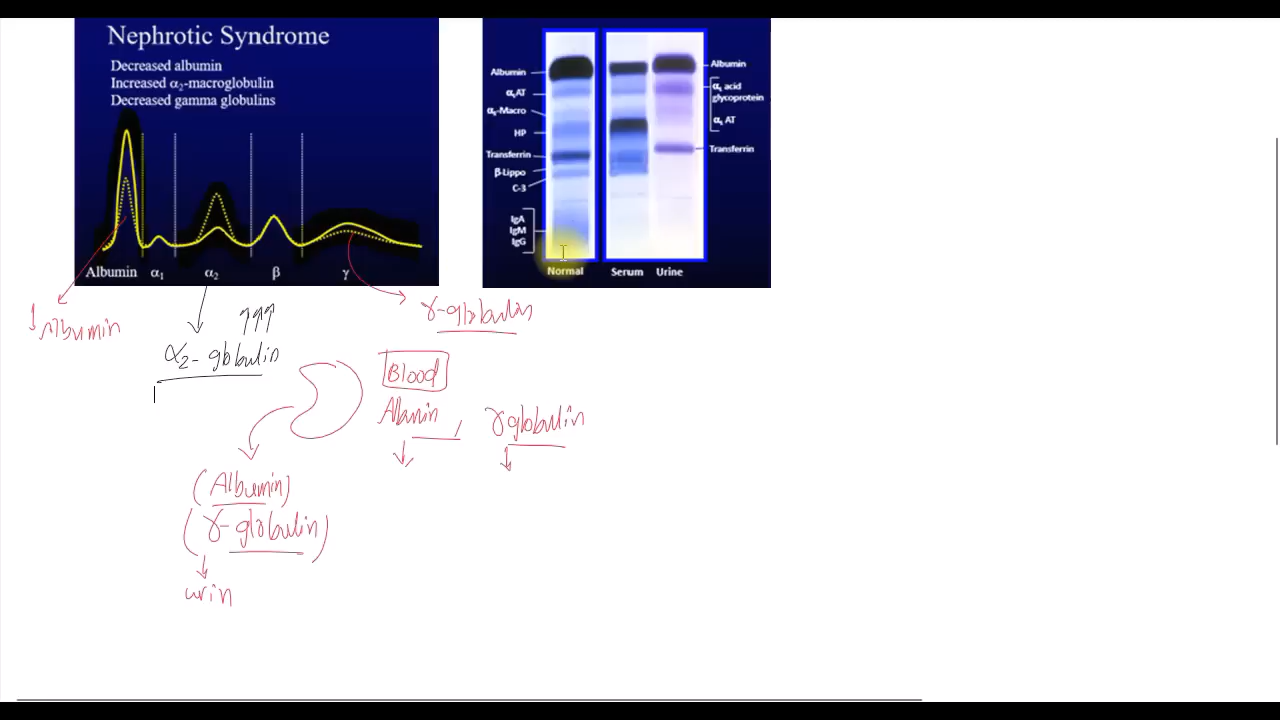 Nephrotic Syndrome
Decreased albumin
Increased α₂-macroglobulin
Decreased gamma globulins
Albumin α₁ α₂ β γ
Albumin
α₁AT
α₂-Macro
HP
Transferrin
β-Lippo
C-3
IgA
IgM
IgG
Albumin
α₁ acid
glycoprotein
α₁ AT
Transferrin
Normal Serum Urine
↓ Albumin
↑↑↑
α₂- globulin
γ-globulin
Blood
γ globulin
↓ ↓
(Albumin)
(γ- globulin)
↓
urin